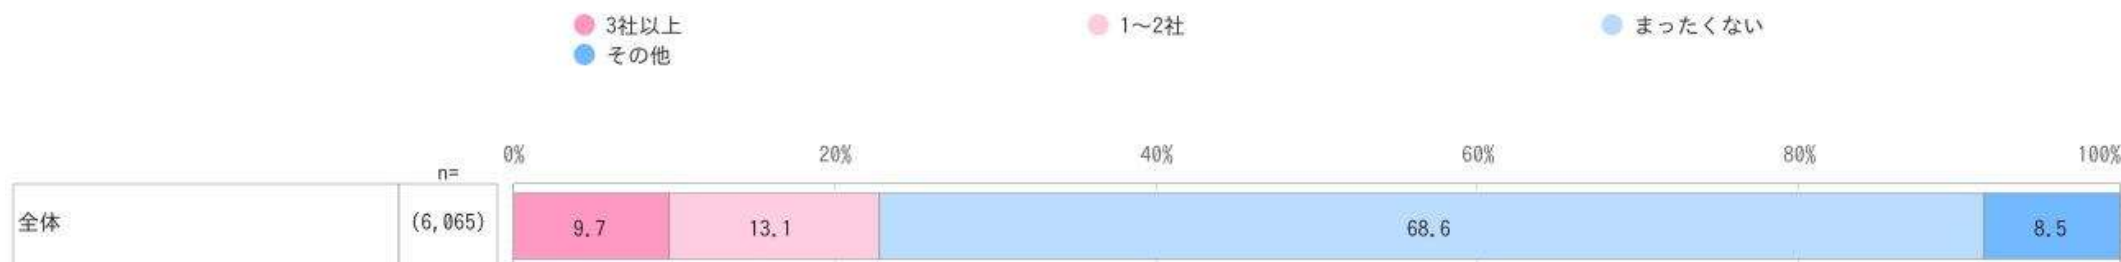 3社以上 1～2社 まったくない
その他
0% 20% 40% 60% 80% 100%
n=
全体 (6,065) 9.7 13.1 68.6 8.5